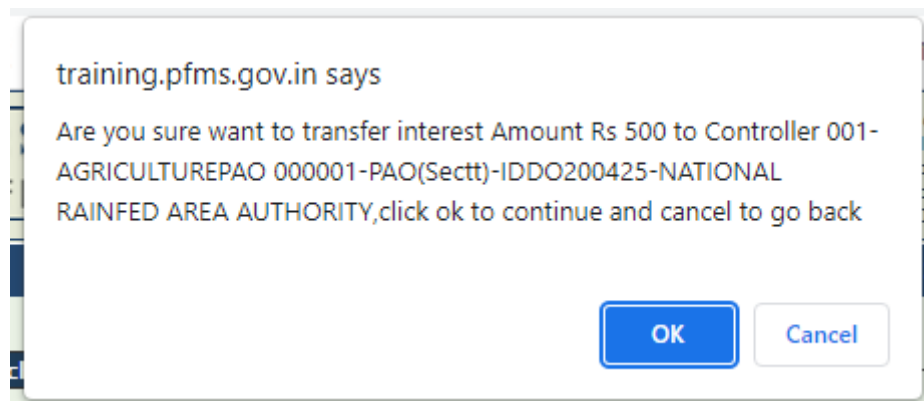 training.pfms.gov.in says
Are you sure want to transfer interest Amount Rs 500 to Controller 001-
AGRICULTUREPAO 000001-PAO(Sectt)-IDDO200425-NATIONAL
RAINFED AREA AUTHORITY,click ok to continue and cancel to go back
OK
Cancel